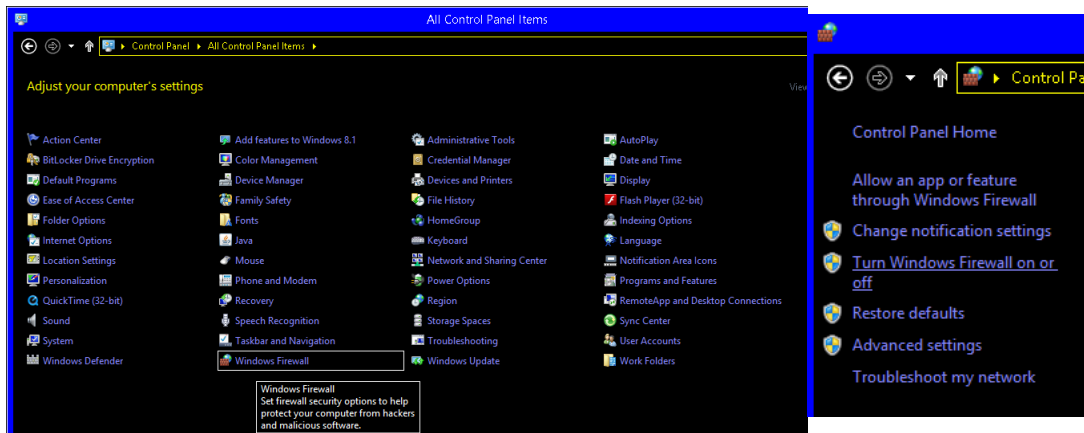 All Control Panel Items
Control Panel All Control Panel Items
Adjust your computer's settings
View
Action Center
Add features to Windows 8.1
Administrative Tools
AutoPlay
BitLocker Drive Encryption
Color Management
Credential Manager
Date and Time
Default Programs
Device Manager
Devices and Printers
Display
Ease of Access Center
Family Safety
File History
Flash Player (32-bit)
Folder Options
Fonts
HomeGroup
Indexing Options
Internet Options
Java
Keyboard
Language
Location Settings
Mouse
Network and Sharing Center
Notification Area Icons
Personalization
Phone and Modem
Power Options
Programs and Features
QuickTime (32-bit)
Recovery
Region
RemoteApp and Desktop Connections
Sound
Speech Recognition
Storage Spaces
Sync Center
System
Taskbar and Navigation
Troubleshooting
User Accounts
Windows Defender
Windows Firewall
Windows Update
Work Folders
Windows Firewall
Set firewall security options to help
protect your computer from hackers
and malicious software.
Control Pa
Control Panel Home
Allow an app or feature
through Windows Firewall
Change notification settings
Turn Windows Firewall on or
off
Restore defaults
Advanced settings
Troubleshoot my network